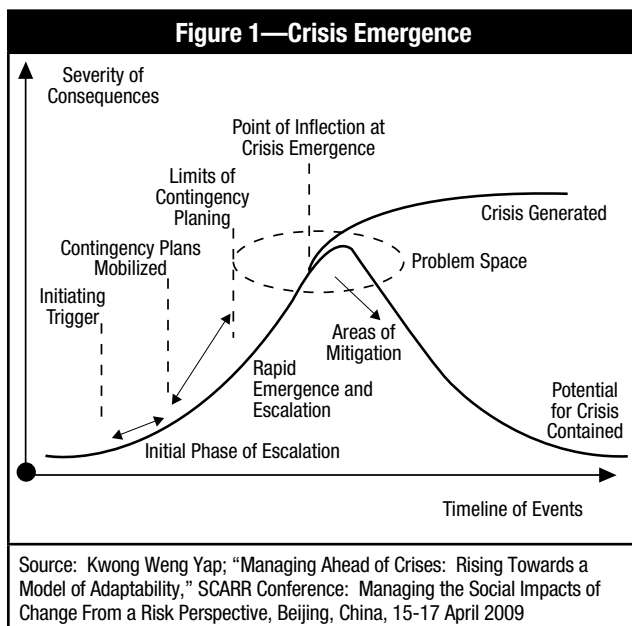 Figure 1—Crisis Emergence
Severity of
Consequences
Point of Inflection at
Crisis Emergence
Limits of
Contingency
Planing
Crisis Generated
Contingency Plans
Mobilized
Problem Space
Initiating
Trigger
Areas of
Mitigation
Rapid
Emergence and
Escalation
Potential
for Crisis
Contained
Initial Phase of Escalation
Timeline of Events
Source:  Kwong Weng Yap; “Managing Ahead of Crises:  Rising Towards a
Model of Adaptability,” SCARR Conference:  Managing the Social Impacts of
Change From a Risk Perspective, Beijing, China, 15-17 April 2009